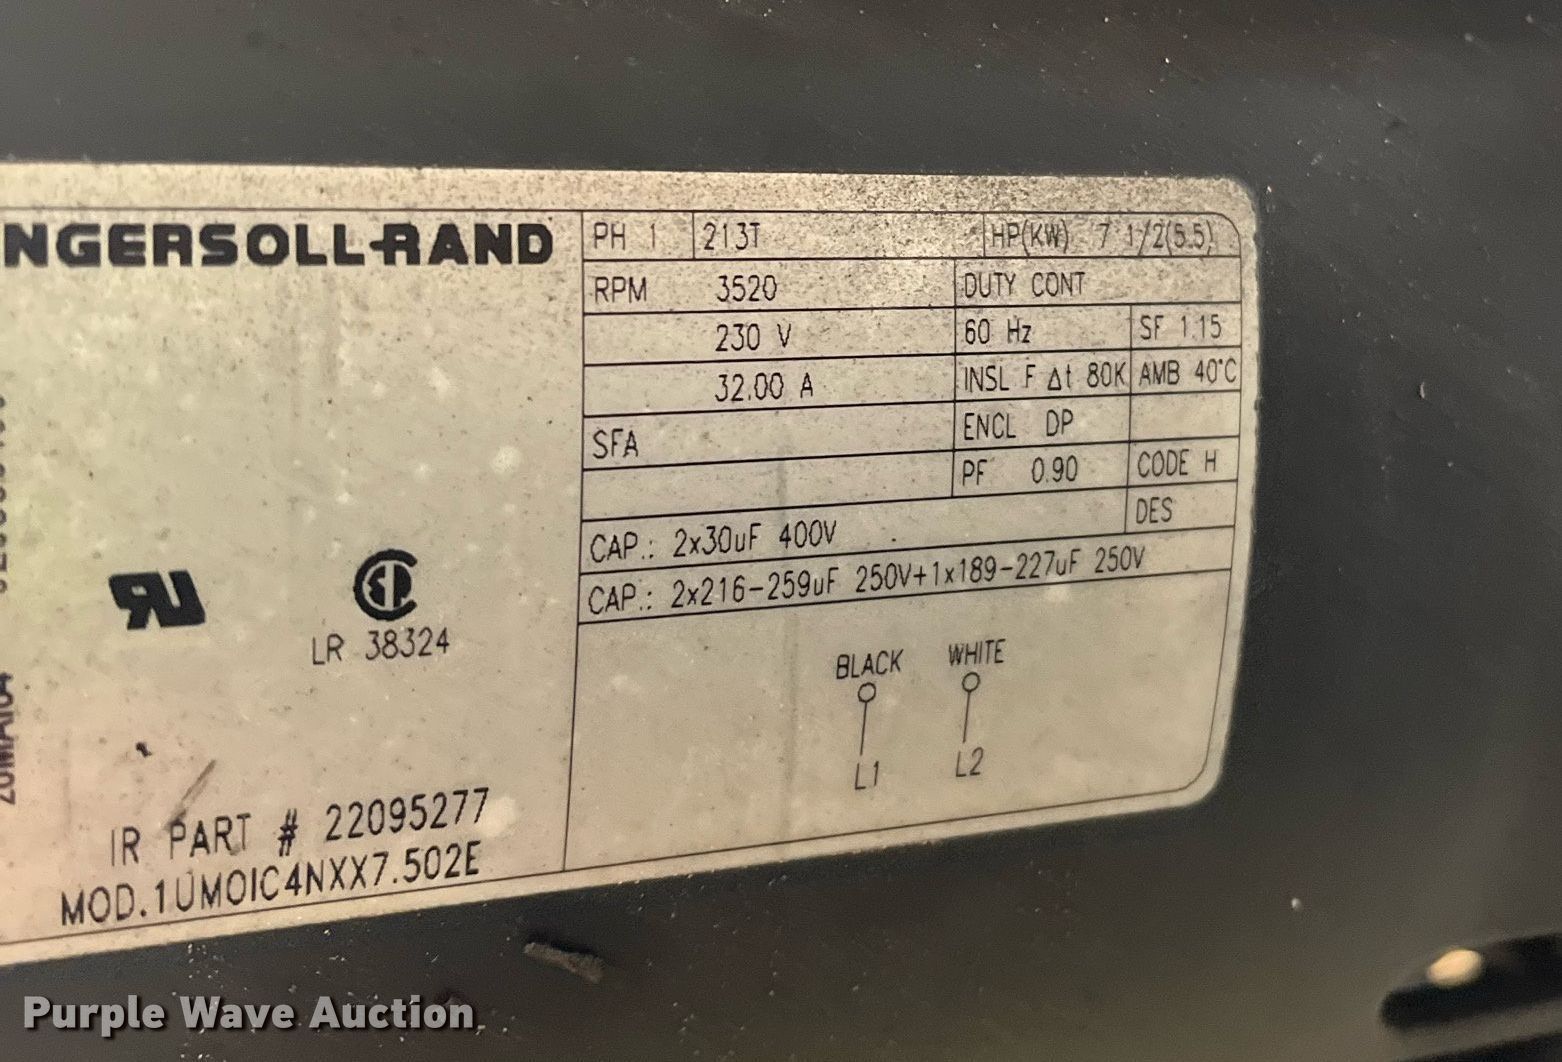 NGERSOLL-RAND
PH 1 213T HP(KW) 7 1/2(5.5)
RPM 3520 DUTY CONT
230 V 60 Hz SF 1.15
32.00 A INSL F Δt 80K AMB 40°C
SFA ENCL DP
PF 0.90 CODE H
CAP.: 2x30uF 400V DES
CAP.: 2x216-259uF 250V+1x189-227uF 250V
BLACK WHITE
L1 L2
LR 38324
IR PART # 22095277
MOD.1UMOIC4NXX7.502E
Purple Wave Auction